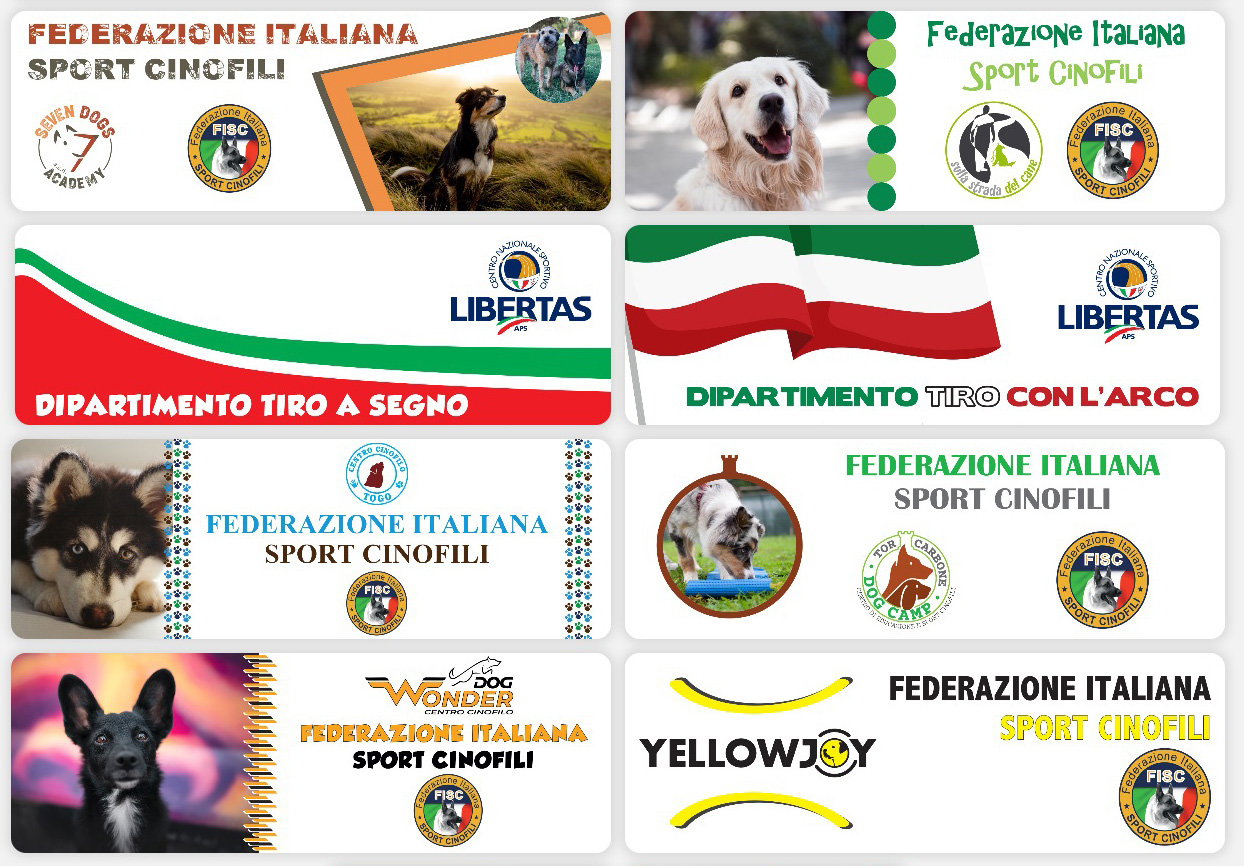 FEDERAZIONE ITALIANA
SPORT CINOFILI
SEVEN DOGS
7
ACADEMY
Federazione Italiana
FISC
SPORT CINOFILI
Federazione Italiana
Sport Cinofili
sulla strada del cane
Federazione Italiana
FISC
SPORT CINOFILI
CENTRO NAZIONALE SPORTIVO
LIBERTAS
APS
DIPARTIMENTO TIRO A SEGNO
CENTRO NAZIONALE SPORTIVO
LIBERTAS
APS
DIPARTIMENTO TIRO CON L'ARCO
CENTRO CINOFILO
TOGO
FEDERAZIONE ITALIANA
SPORT CINOFILI
Federazione Italiana
FISC
SPORT CINOFILI
FEDERAZIONE ITALIANA
SPORT CINOFILI
TOR CARBONE
DOG CAMP
Federazione Italiana
FISC
SPORT CINOFILI
DOG
WONDER
CENTRO CINOFILO
FEDERAZIONE ITALIANA
SPORT CINOFILI
Federazione Italiana
FISC
SPORT CINOFILI
FEDERAZIONE ITALIANA
SPORT CINOFILI
YELLOWJOY
Federazione Italiana
FISC
SPORT CINOFILI